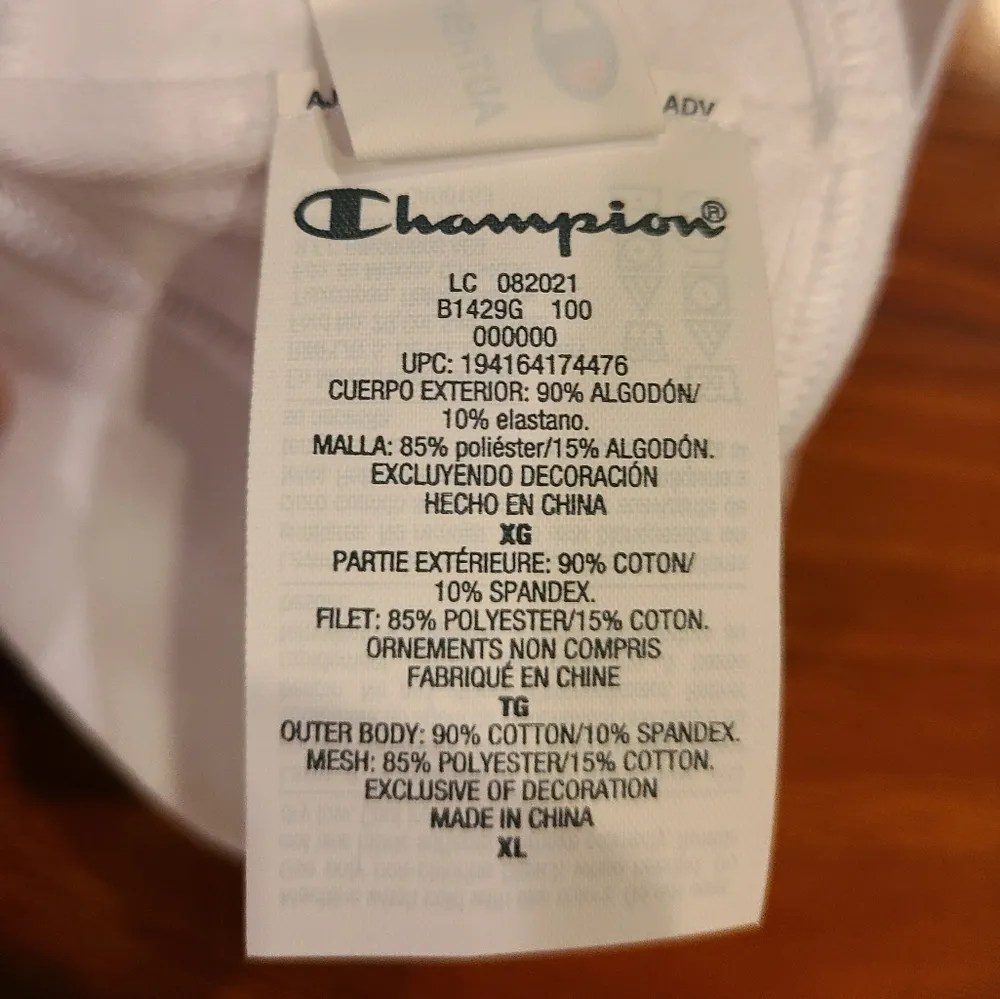 AJ ADV
Champion®
LC 082021
B1429G 100
000000
UPC: 194164174476
CUERPO EXTERIOR: 90% ALGODÓN/
10% elastano.
MALLA: 85% poliéster/15% ALGODÓN.
EXCLUYENDO DECORACIÓN
HECHO EN CHINA
XG
PARTIE EXTÉRIEURE: 90% COTON/
10% SPANDEX.
FILET: 85% POLYESTER/15% COTON.
ORNEMENTS NON COMPRIS
FABRIQUÉ EN CHINE
TG
OUTER BODY: 90% COTTON/10% SPANDEX.
MESH: 85% POLYESTER/15% COTTON.
EXCLUSIVE OF DECORATION
MADE IN CHINA
XL